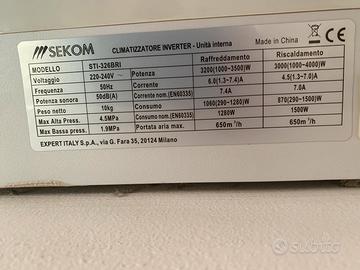 SEKOM CLIMATIZZATORE INVERTER - Unità interna Made in China
Raffreddamento Riscaldamento
MODELLO STI-326BRI Potenza 3200(1000~3500)W 3000(1000~4000)W
Voltaggio 220-240V~ 6.0(1.3~7.4)A 4.5(1.3~7.0)A
Frequenza 50Hz Corrente
Potenza sonora 50dB(A) Corrente nom.(EN60335) 7.4A 7.0A
Peso netto 10kg Consumo 1060(290~1280)W 870(290~1500)W
Max Alta Press. 4.5MPa Consumo nom.(EN60335) 1280W 1500W
Max Bassa press. 1.9MPa Portata aria max. 650m³/h 650 m³/h
EXPERT ITALY S.p.A., via G. Fara 35, 20124 Milano
subito